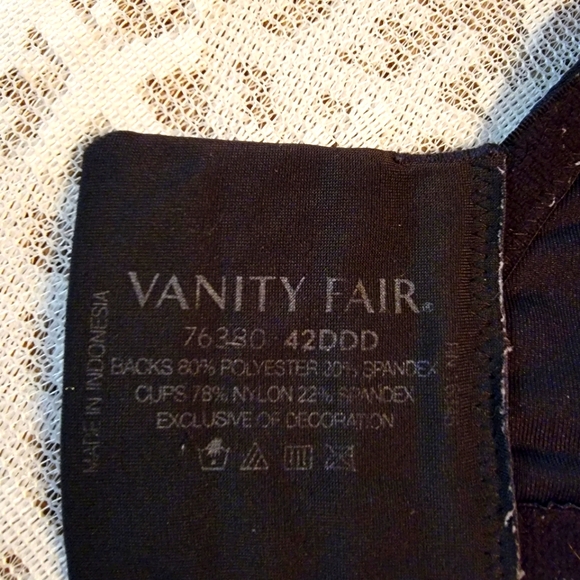 VANITY FAIR®
76380 42DDD
BACKS 80% POLYESTER 20% SPANDEX
CUPS 78% NYLON 22% SPANDEX
EXCLUSIVE OF DECORATION
MADE IN INDONESIA